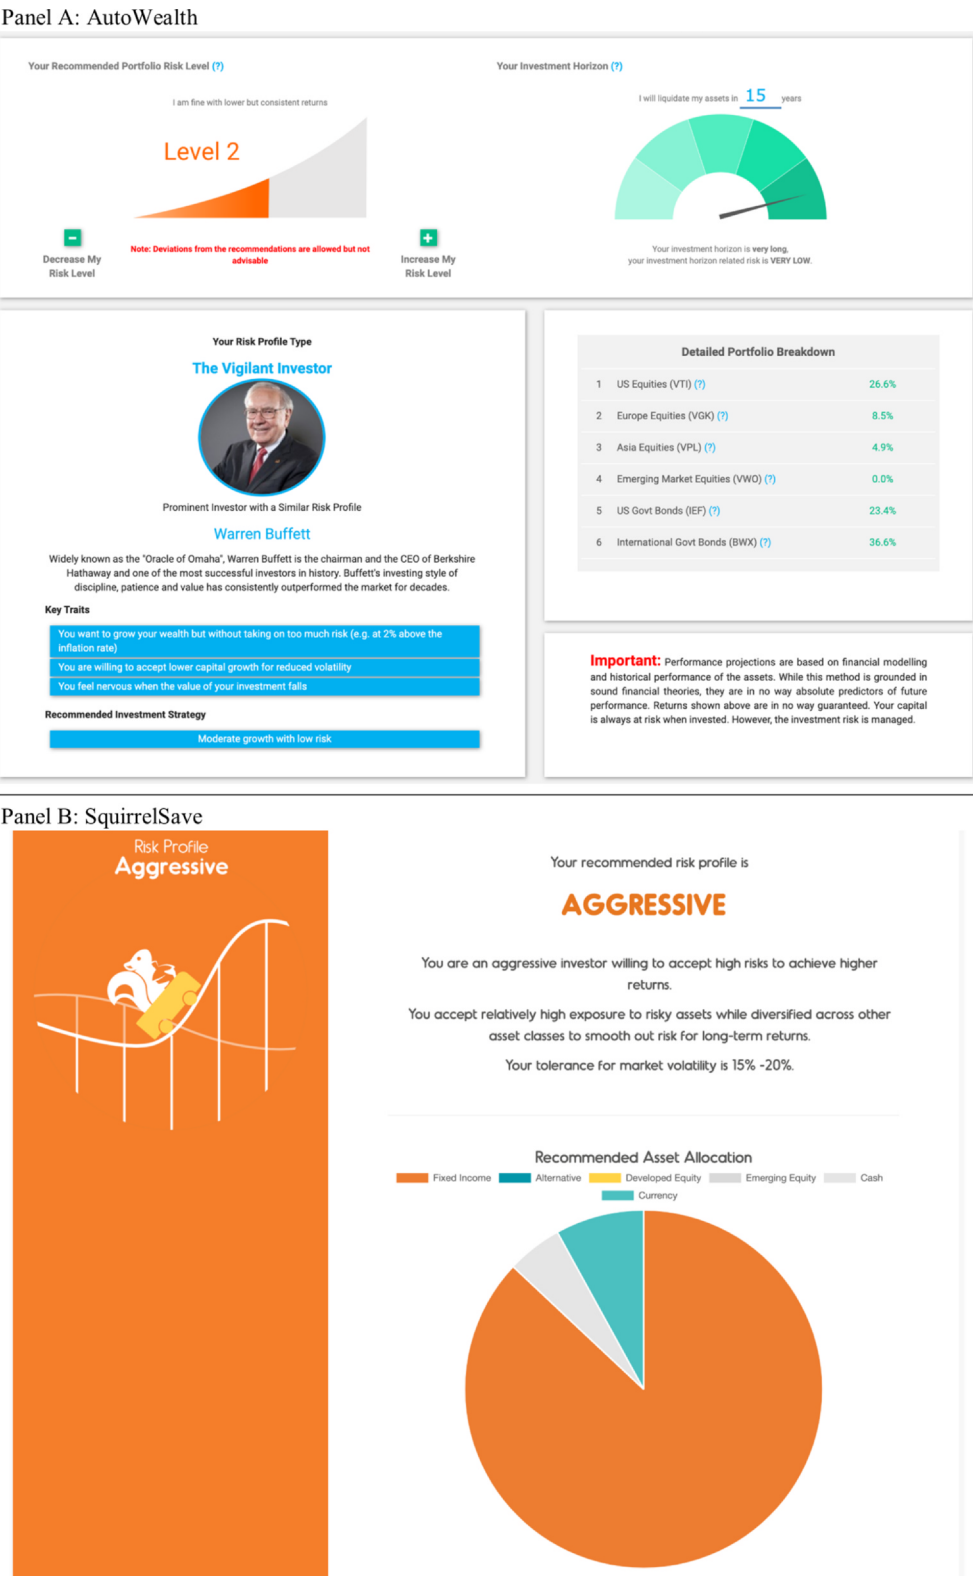 Panel A: AutoWealth
Your Recommended Portfolio Risk Level (?)
I am fine with lower but consistent returns
Level 2
Decrease My
Risk Level
Note: Deviations from the recommendations are allowed but not
advisable
Increase My
Risk Level
Your Investment Horizon (?)
I will liquidate my assets in 15 years
Your investment horizon is very long,
your investment horizon related risk is VERY LOW.
Your Risk Profile Type
The Vigilant Investor
Prominent Investor with a Similar Risk Profile
Warren Buffett
Widely known as the "Oracle of Omaha", Warren Buffett is the chairman and the CEO of Berkshire
Hathaway and one of the most successful investors in history. Buffett's investing style of
discipline, patience and value has consistently outperformed the market for decades.
Key Traits
You want to grow your wealth but without taking on too much risk (e.g. at 2% above the
inflation rate)
You are willing to accept lower capital growth for reduced volatility
You feel nervous when the value of your investment falls
Recommended Investment Strategy
Moderate growth with low risk
Detailed Portfolio Breakdown
1 US Equities (VTI) (?) 26.6%
2 Europe Equities (VGK) (?) 8.5%
3 Asia Equities (VPL) (?) 4.9%
4 Emerging Market Equities (VWO) (?) 0.0%
5 US Govt Bonds (IEF) (?) 23.4%
6 International Govt Bonds (BWX) (?) 36.6%
Important: Performance projections are based on financial modelling
and historical performance of the assets. While this method is grounded in
sound financial theories, they are in no way absolute predictors of future
performance. Returns shown above are in no way guaranteed. Your capital
is always at risk when invested. However, the investment risk is managed.
Panel B: SquirrelSave
Risk Profile
Aggressive
Your recommended risk profile is
AGGRESSIVE
You are an aggressive investor willing to accept high risks to achieve higher
returns.
You accept relatively high exposure to risky assets while diversified across other
asset classes to smooth out risk for long-term returns.
Your tolerance for market volatility is 15% -20%.
Recommended Asset Allocation
Fixed Income Alternative Developed Equity Emerging Equity Cash
Currency